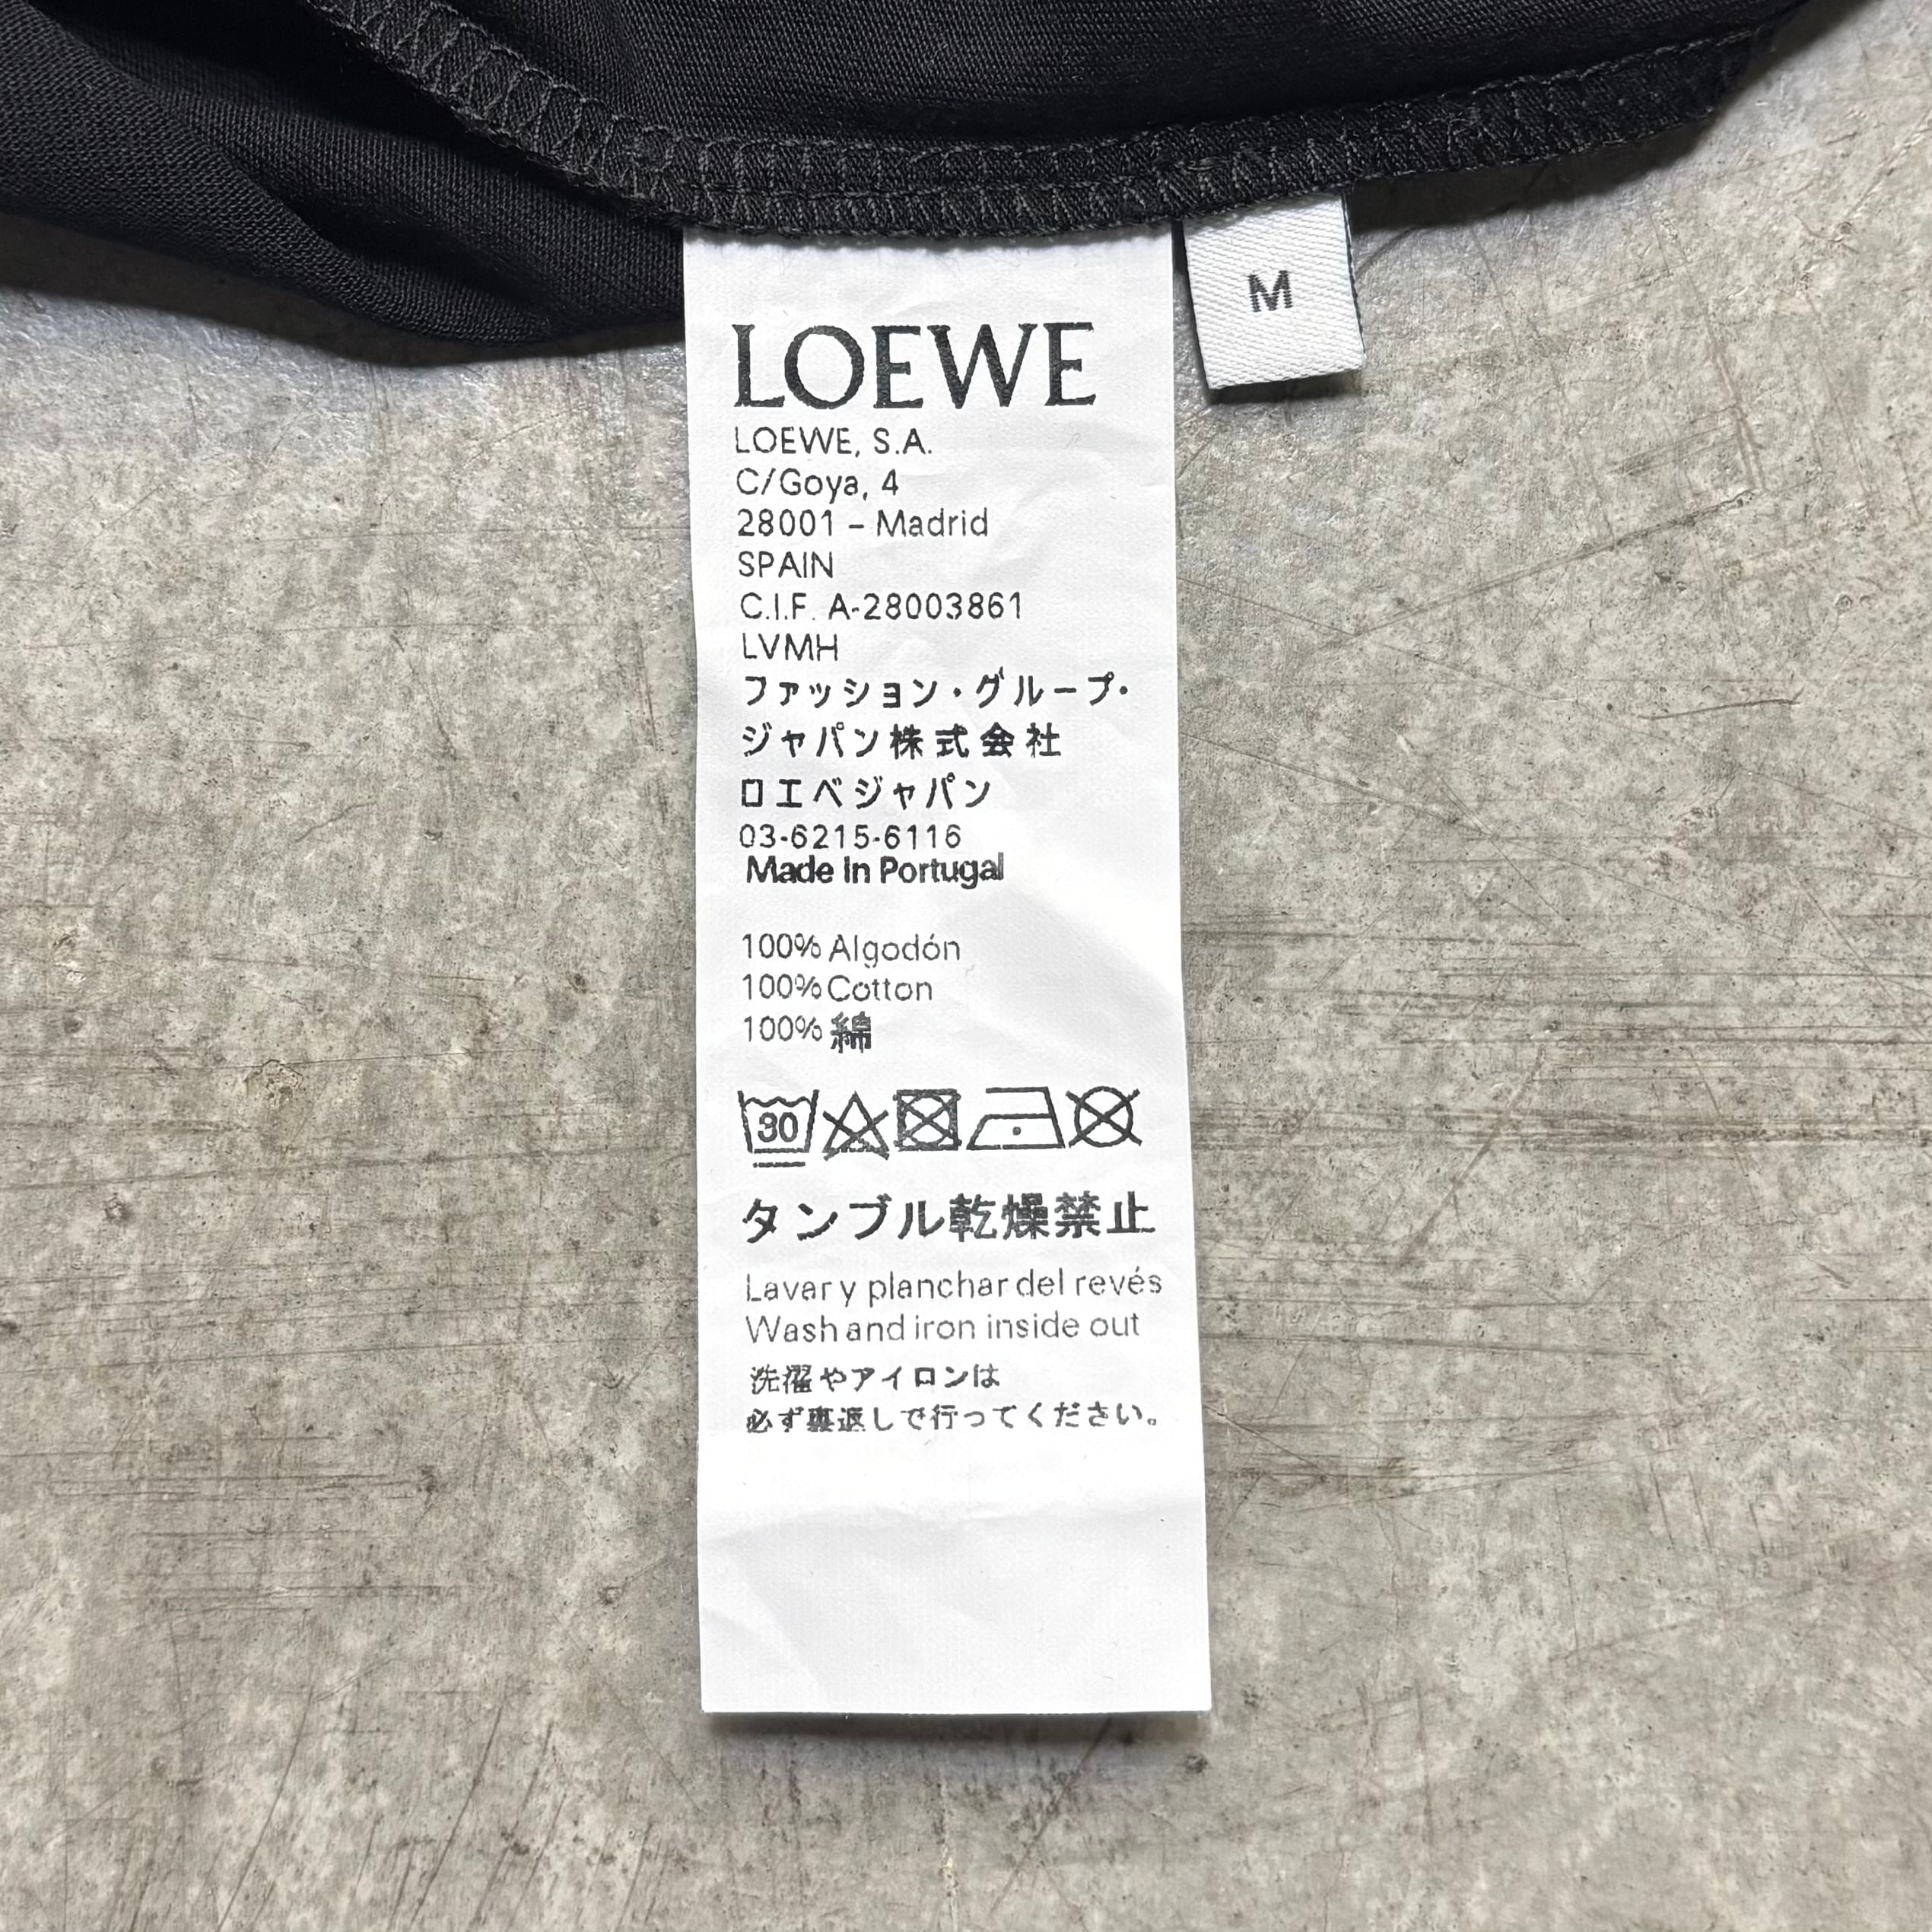 M
LOEWE
LOEWE, S.A.
C/Goya, 4
28001 – Madrid
SPAIN
C.I.F. A-28003861
LVMH
ファッション・グループ・
ジャパン株式会社
ロエベジャパン
03-6215-6116
Made In Portugal
100% Algodón
100% Cotton
100% 綿
30
タンブル乾燥禁止
Lavar y planchar del revés
Wash and iron inside out
洗濯やアイロンは
必ず裏返しで行ってください。